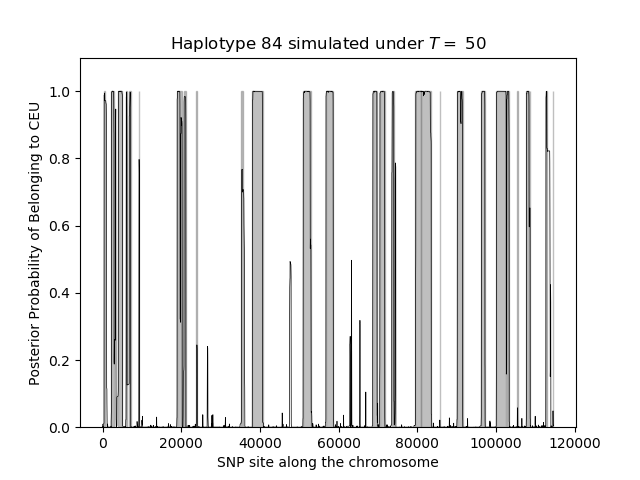 Haplotype 84 simulated under T = 50
Posterior Probability of Belonging to CEU
1.0
0.8
0.6
0.4
0.2
0.0
0 20000 40000 60000 80000 100000 120000
SNP site along the chromosome